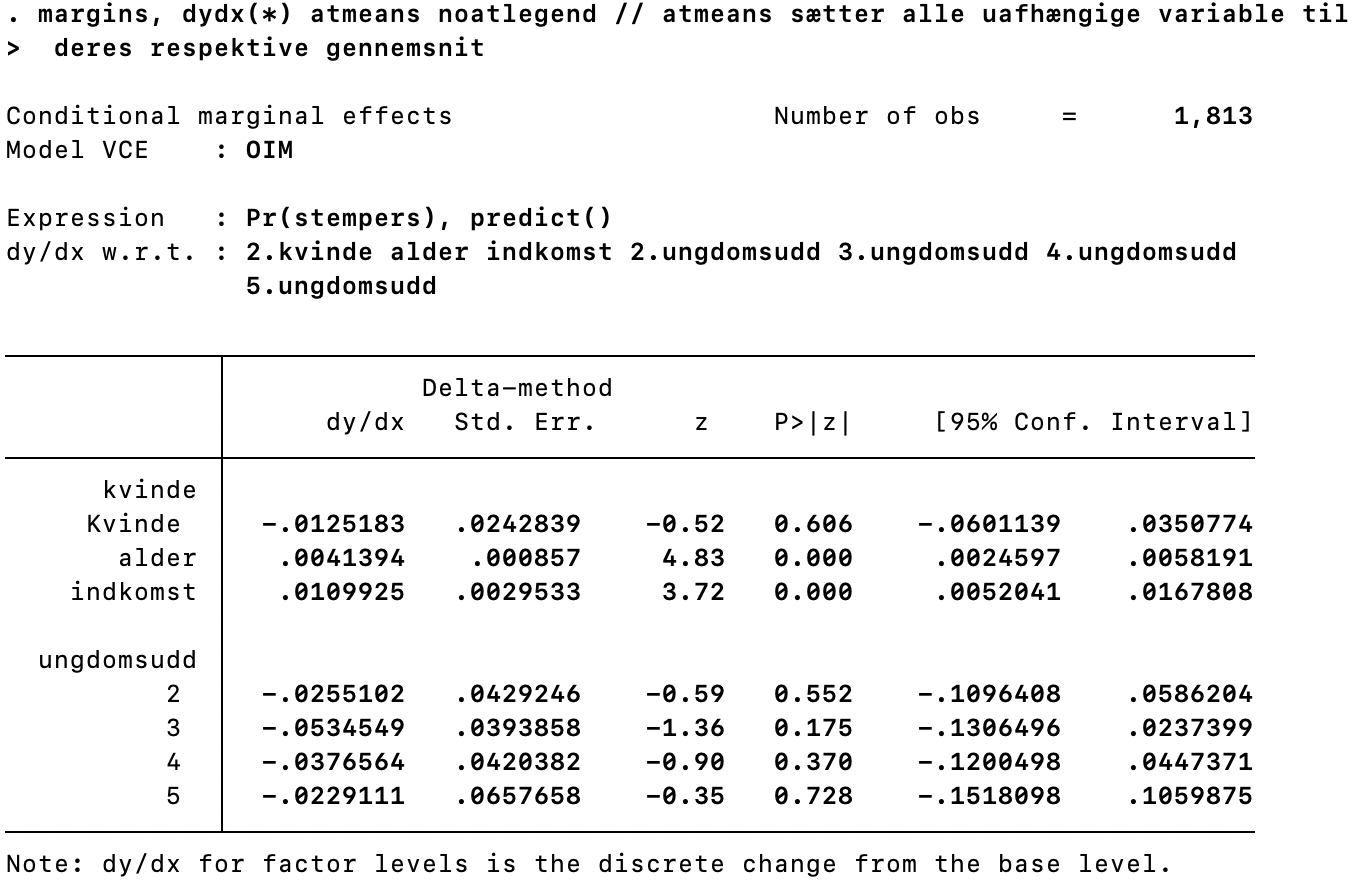 . margins, dydx(*) atmeans noatlegend // atmeans sætter alle uafhængige variable til
>  deres respektive gennemsnit
Conditional marginal effects                    Number of obs     =      1,813
Model VCE    : OIM
Expression   : Pr(stempers), predict()
dy/dx w.r.t. : 2.kvinde alder indkomst 2.ungdomsudd 3.ungdomsudd 4.ungdomsudd
5.ungdomsudd
Delta-method
dy/dx   Std. Err.      z    P>|z|     [95% Conf. Interval]
kvinde
Kvinde     -.0125183   .0242839    -0.52   0.606    -.0601139    .0350774
alder      .0041394    .000857     4.83   0.000     .0024597    .0058191
indkomst   .0109925   .0029533     3.72   0.000     .0052041    .0167808
ungdomsudd
2     -.0255102   .0429246    -0.59   0.552    -.1096408    .0586204
3     -.0534549   .0393858    -1.36   0.175    -.1306496    .0237399
4     -.0376564   .0420382    -0.90   0.370    -.1200498    .0447371
5     -.0229111   .0657658    -0.35   0.728    -.1518098    .1059875
Note: dy/dx for factor levels is the discrete change from the base level.